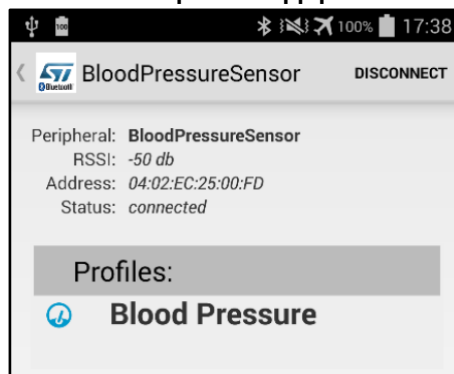 100
100% 17:38
BloodPressureSensor DISCONNECT
Bluetooth
Peripheral: BloodPressureSensor
RSSI: -50 db
Address: 04:02:EC:25:00:FD
Status: connected
Profiles:
Blood Pressure